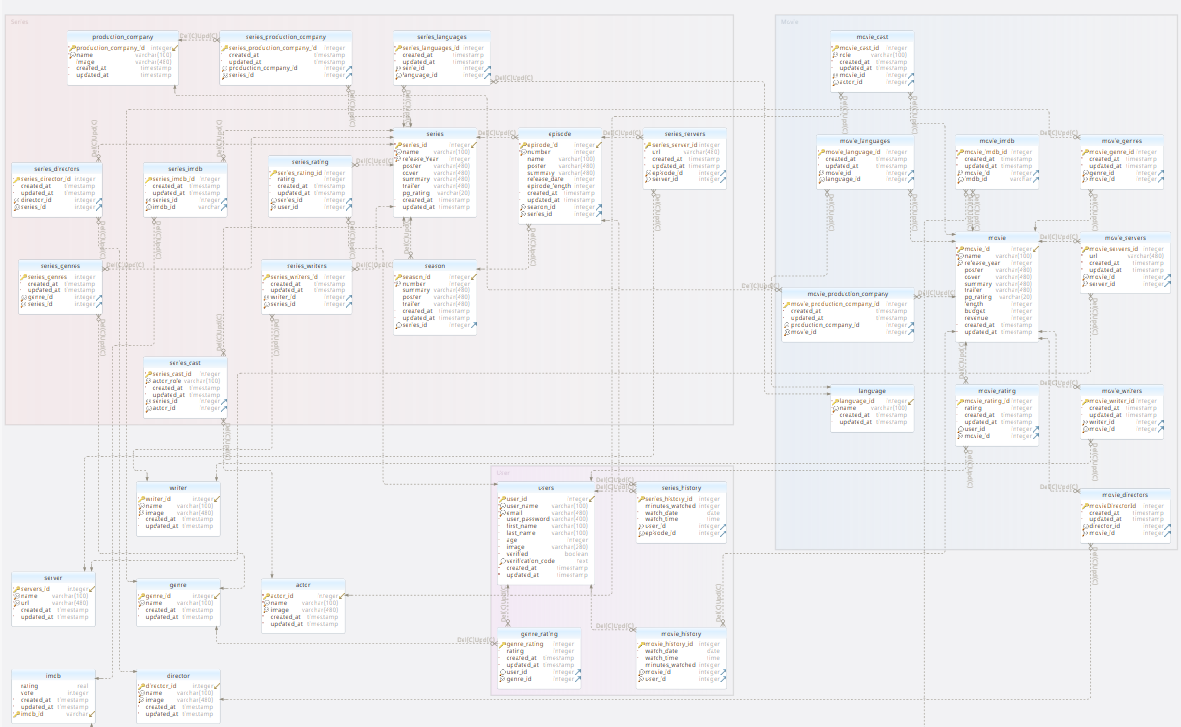 Series
production_company
production_company_id integer
name varchar(100)
image varchar(480)
created_at timestamp
updated_at timestamp
series_production_company
series_production_company_id integer
created_at timestamp
updated_at timestamp
production_company_id integer
series_id integer
series_languages
series_languages_id integer
created_at timestamp
updated_at timestamp
serie_id integer
language_id integer
series
series_id integer
name varchar(100)
release_Year integer
poster varchar(480)
cover varchar(480)
summary varchar(480)
trailer varchar(480)
pg_rating varchar(20)
created_at timestamp
updated_at timestamp
episode
episode_id integer
number integer
name varchar(100)
poster varchar(480)
summary varchar(480)
release_date timestamp
episode_length integer
created_at timestamp
updated_at timestamp
season_id integer
series_id integer
series_servers
series_server_id integer
url varchar(480)
created_at timestamp
updated_at timestamp
episode_id integer
server_id integer
series_directors
series_director_id integer
created_at timestamp
updated_at timestamp
director_id integer
series_id integer
series_imdb
series_imcb_id integer
created_at timestamp
updated_at timestamp
series_id integer
imcb_id varchar
series_rating
series_rating_id integer
rating integer
created_at timestamp
updated_at timestamp
series_id integer
user_id integer
series_genres
series_genres integer
created_at timestamp
updated_at timestamp
genre_id integer
series_id integer
series_writers
series_writers_id integer
created_at timestamp
updated_at timestamp
writer_id integer
series_id integer
season
season_id integer
number integer
summary varchar(480)
poster varchar(480)
trailer varchar(480)
created_at timestamp
updated_at timestamp
series_id integer
series_cast
series_cast_id integer
actor_role varchar(100)
created_at timestamp
updated_at timestamp
series_id integer
actor_id integer
Movie
movie_cast
movie_cast_id integer
role varchar(100)
created_at timestamp
updated_at timestamp
movie_id integer
actor_id integer
movie_languages
movie_language_id integer
created_at timestamp
updated_at timestamp
movie_id integer
language_id integer
movie_imdb
movie_imdb_id integer
created_at timestamp
updated_at timestamp
movie_id integer
imdb_id
movie_genres
movie_genre_id integer
created_at timestamp
updated_at timestamp
genre_id integer
movie_id integer
movie
movie_id integer
name varchar(100)
release_year integer
poster varchar(480)
cover varchar(480)
summary varchar(480)
trailer varchar(480)
pg_rating varchar(20)
length integer
budget integer
revenue integer
created_at timestamp
updated_at timestamp
movie_servers
movie_servers_id integer
url varchar(480)
created_at timestamp
updated_at timestamp
movie_id integer
server_id integer
movie_production_company
movie_production_company_id integer
created_at timestamp
updated_at timestamp
production_company_id integer
movie_id integer
language
language_id integer
name varchar(100)
created_at timestamp
updated_at timestamp
movie_rating
movie_rating_id integer
rating integer
created_at timestamp
updated_at timestamp
user_id integer
movie_id integer
movie_writers
movie_writer_id integer
created_at timestamp
updated_at timestamp
writer_id integer
movie_id integer
movie_directors
movieDirectorId integer
created_at timestamp
updated_at timestamp
director_id integer
movie_id integer
writer
writer_id integer
name varchar(100)
image varchar(480)
created_at timestamp
updated_at timestamp
User
users
user_id integer
user_name varchar(100)
email varchar(480)
user_password varchar(400)
first_name varchar(100)
last_name varchar(100)
age integer
image varchar(280)
verified boolean
verification_code text
created_at timestamp
updated_at timestamp
series_history
series_history_id integer
minutes_watched integer
watch_date date
watch_time time
user_id integer
episode_id integer
server
servers_id integer
name varchar(100)
url varchar(480)
created_at timestamp
updated_at timestamp
genre
genre_id integer
name varchar(100)
created_at timestamp
updated_at timestamp
actor
actor_id integer
name varchar(100)
image varchar(480)
created_at timestamp
updated_at timestamp
genre_rating
genre_rating integer
rating integer
created_at timestamp
updated_at timestamp
user_id integer
genre_id integer
movie_history
movie_history_id integer
watch_date date
watch_time time
minutes_watched integer
movie_id integer
user_id integer
imcb
rating real
vote integer
created_at timestamp
updated_at timestamp
imcb_id varchar
director
director_id integer
name varchar(100)
image varchar(480)
created_at timestamp
updated_at timestamp